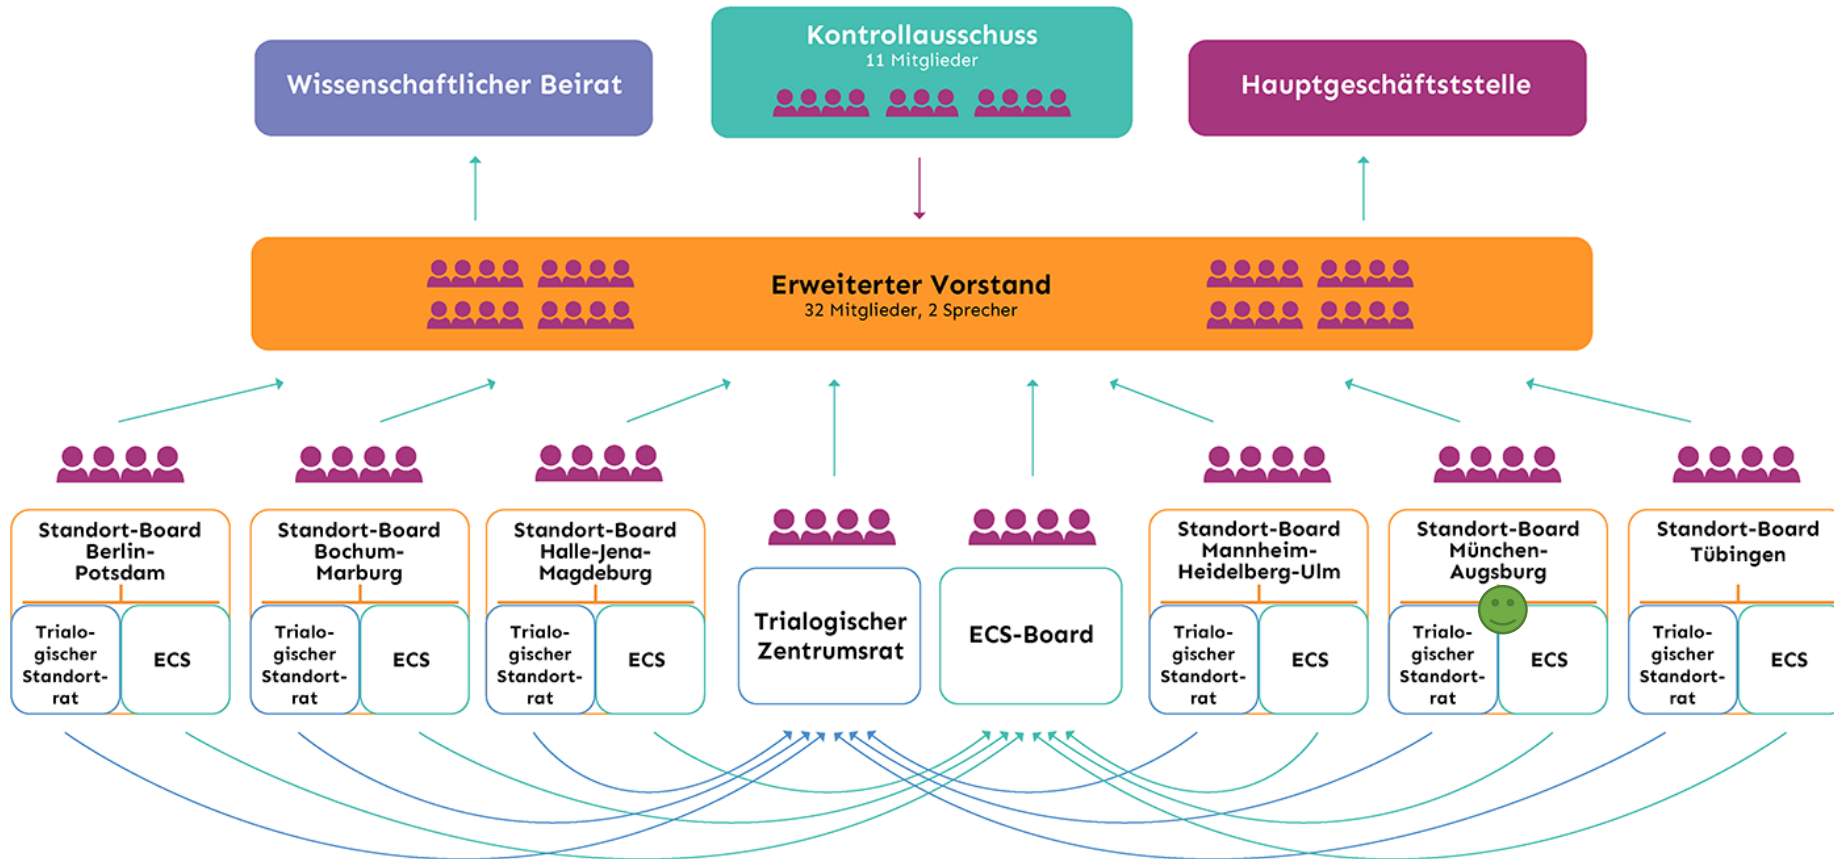 Wissenschaftlicher Beirat
Kontrollausschuss
11 Mitglieder
Hauptgeschäftststelle
Erweiterter Vorstand
32 Mitglieder, 2 Sprecher
Standort-Board
Berlin-
Potsdam
Trialo-
gischer
Standort-
rat
ECS
Standort-Board
Bochum-
Marburg
Trialo-
gischer
Standort-
rat
ECS
Standort-Board
Halle-Jena-
Magdeburg
Trialo-
gischer
Standort-
rat
ECS
Trialogischer
Zentrumsrat
ECS-Board
Standort-Board
Mannheim-
Heidelberg-Ulm
Trialo-
gischer
Standort-
rat
ECS
Standort-Board
München-
Augsburg
Trialo-
gischer
Standort-
rat
ECS
Standort-Board
Tübingen
Trialo-
gischer
Standort-
rat
ECS